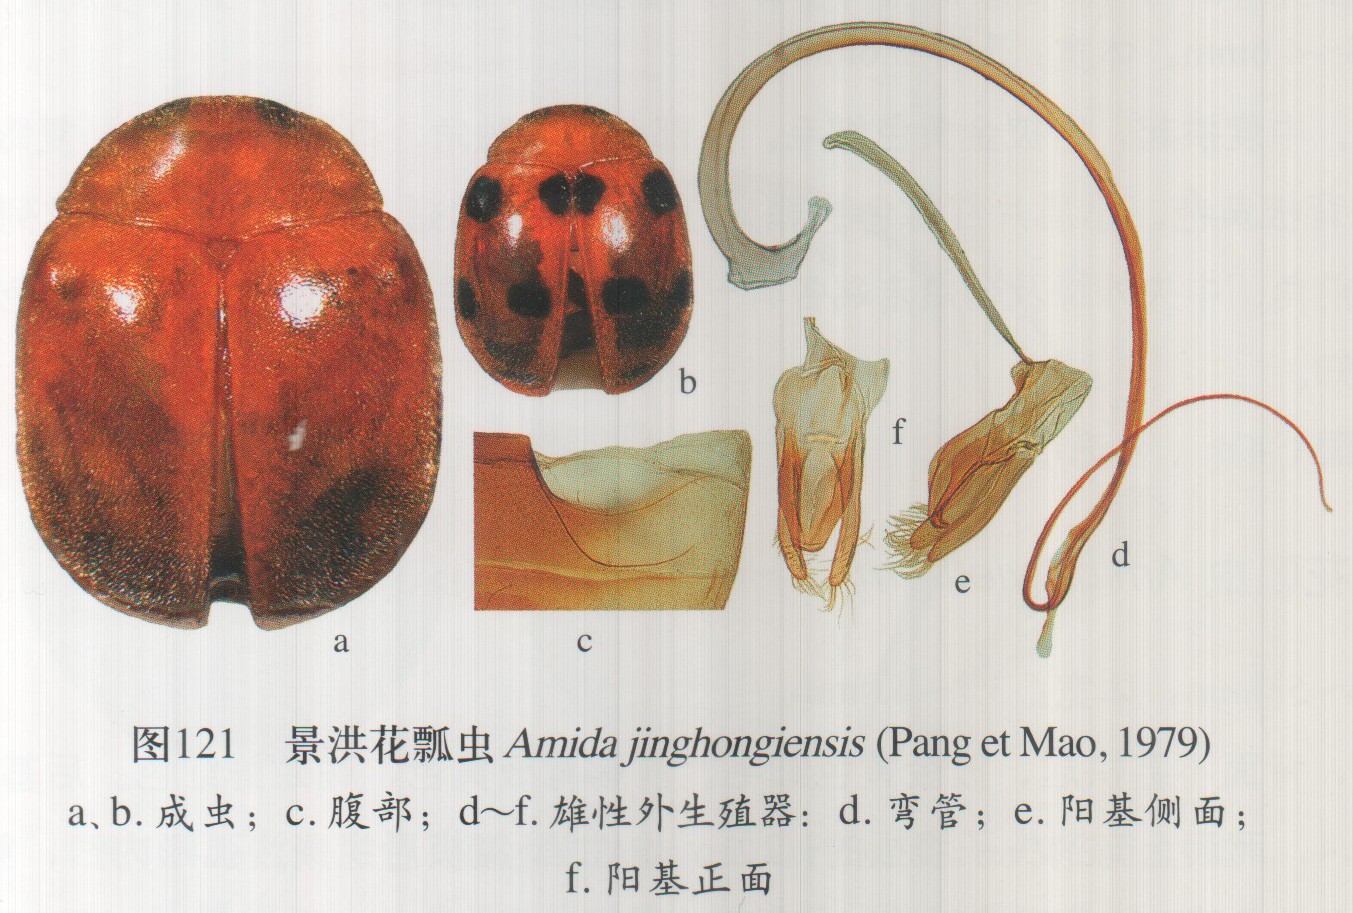 a
b
c
d
e
f
图121 景洪花瓢虫 Amida jinghongiensis (Pang et Mao, 1979)
a、b. 成虫；c. 腹部；d~f. 雄性外生殖器：d. 弯管；e. 阳基侧面；
f. 阳基正面